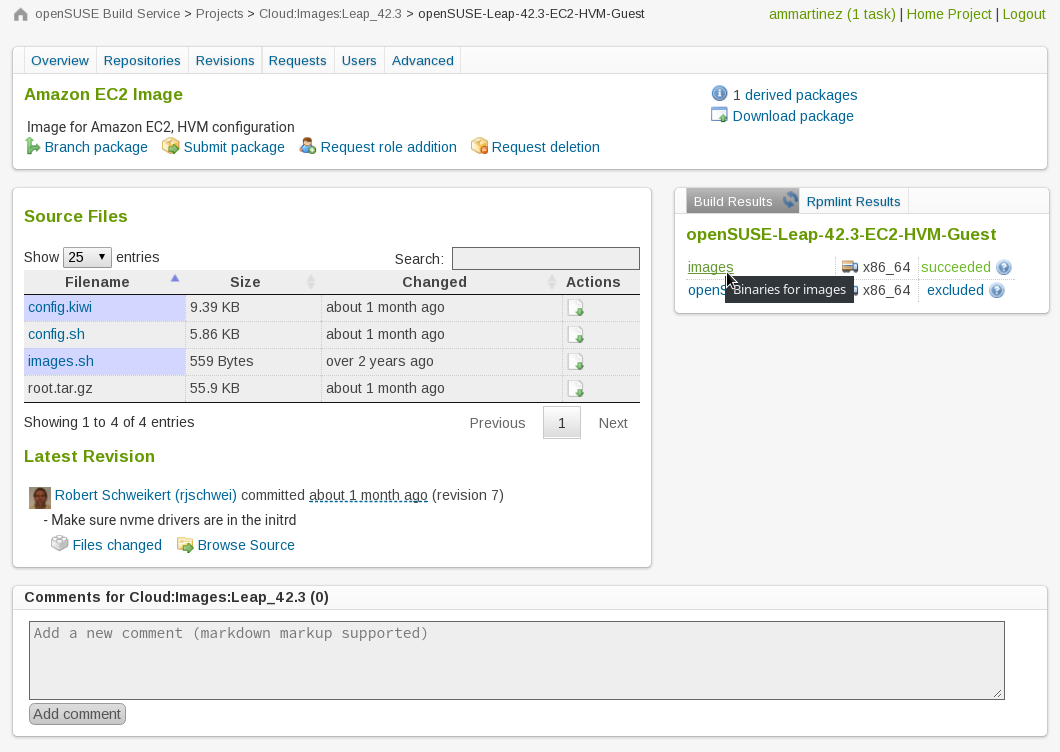 openSUSE Build Service > Projects > Cloud:Images:Leap_42.3 > openSUSE-Leap-42.3-EC2-HVM-Guest
ammartinez (1 task) | Home Project | Logout
Overview Repositories Revisions Requests Users Advanced
Amazon EC2 Image
Image for Amazon EC2, HVM configuration
Branch package Submit package Request role addition Request deletion
1 derived packages
Download package
Source Files
Show 25 entries
Search:
Filename Size Changed Actions
config.kiwi 9.39 KB about 1 month ago
config.sh 5.86 KB about 1 month ago
images.sh 559 Bytes over 2 years ago
root.tar.gz 55.9 KB about 1 month ago
Showing 1 to 4 of 4 entries
Previous 1 Next
Latest Revision
Robert Schweikert (rjschwei) committed about 1 month ago (revision 7)
- Make sure nvme drivers are in the initrd
Files changed Browse Source
Build Results Rpmlint Results
openSUSE-Leap-42.3-EC2-HVM-Guest
images x86_64 succeeded
Binaries for images
x86_64 excluded
Comments for Cloud:Images:Leap_42.3 (0)
Add a new comment (markdown markup supported)
Add comment